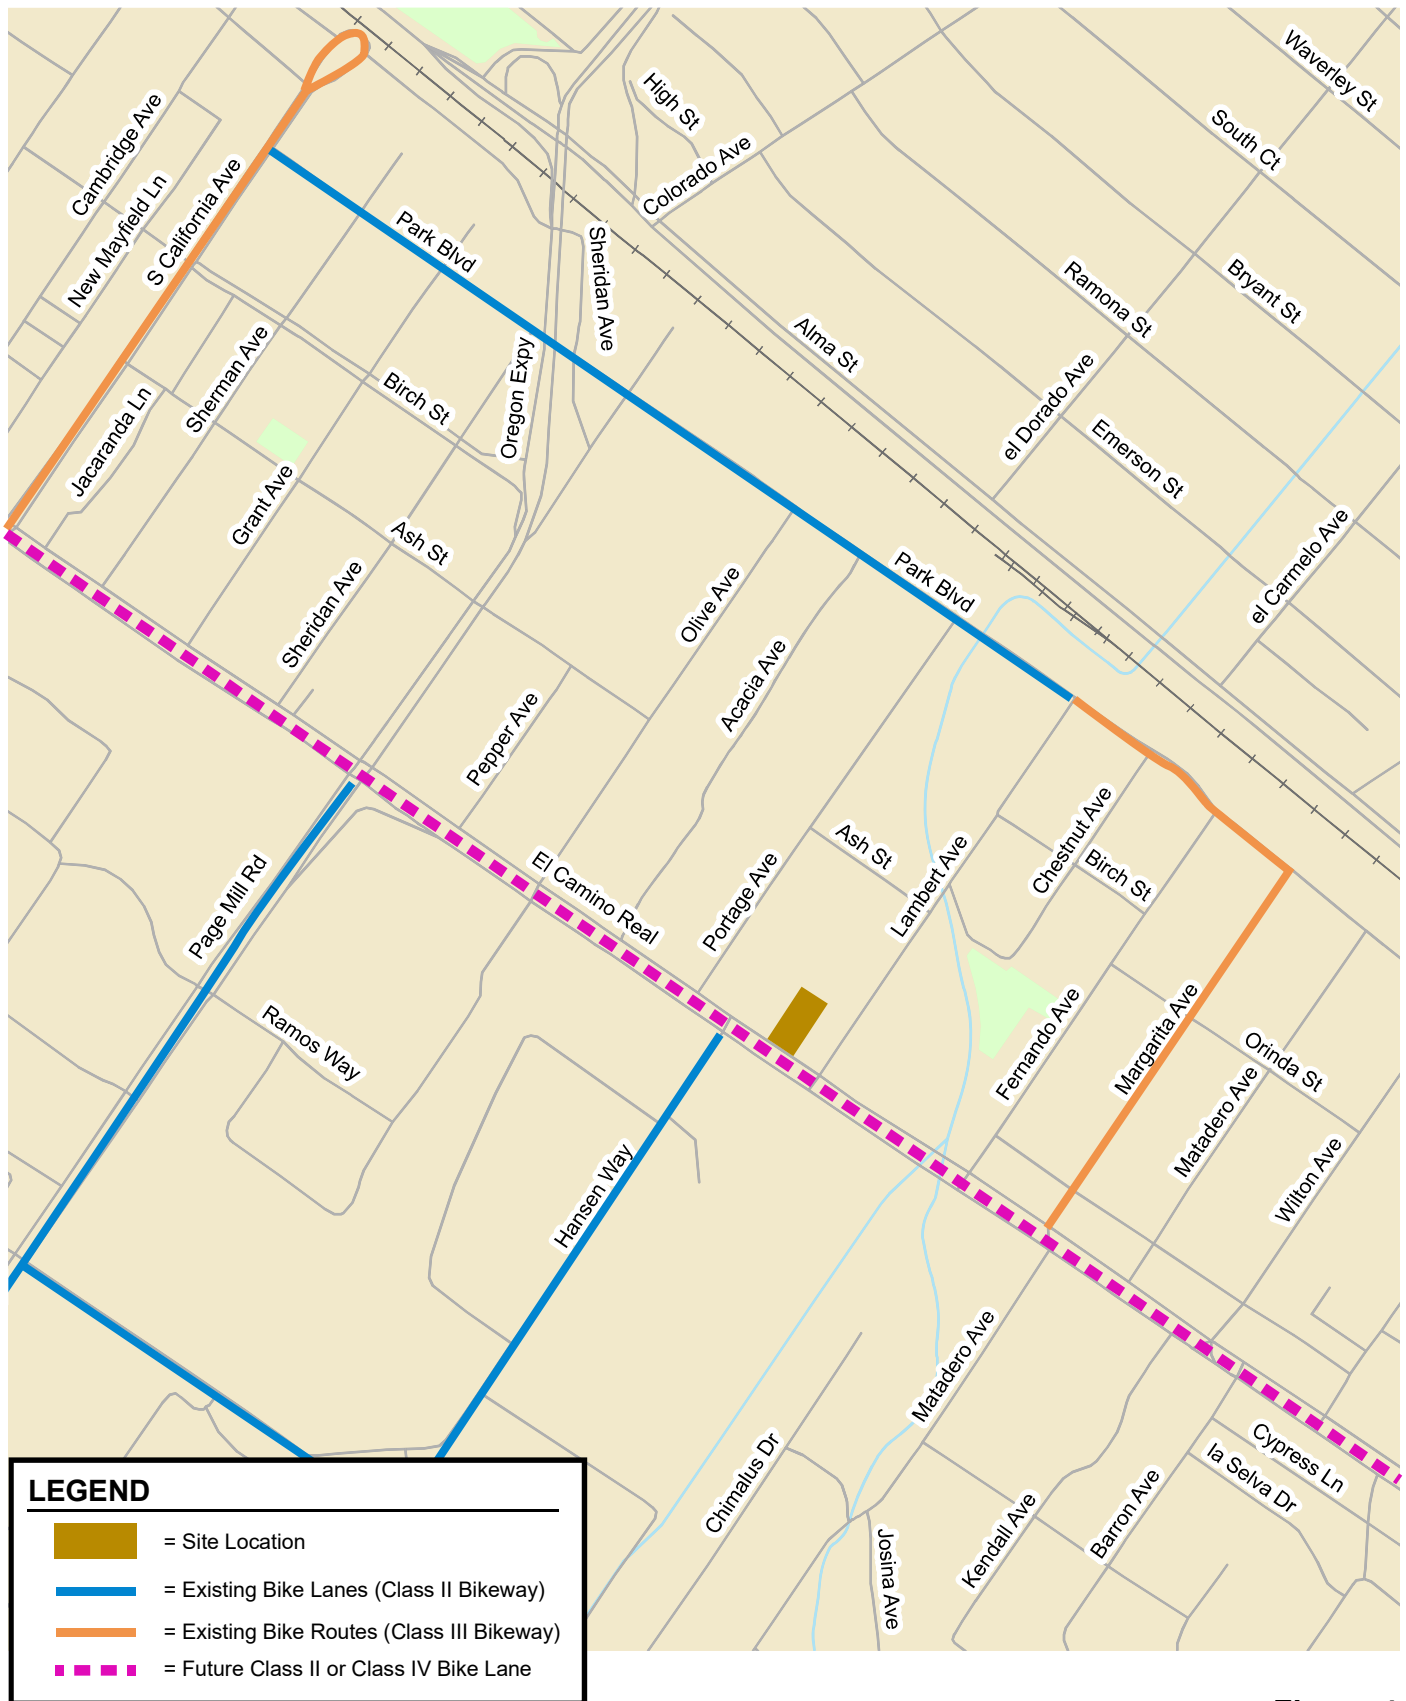 Waverley St
High St
South Ct
Cambridge Ave
Colorado Ave
New Mayfield Ln
S California Ave
Park Blvd
Sheridan Ave
Bryant St
Ramona St
Alma St
Sherman Ave
Oregon Expy
el Dorado Ave
Birch St
Jacaranda Ln
Emerson St
Grant Ave
Ash St
el Carmelo Ave
Park Blvd
Sheridan Ave
Olive Ave
Acacia Ave
Pepper Ave
Chestnut Ave
Ash St
Birch St
Lambert Ave
El Camino Real
Portage Ave
Page Mill Rd
Fernando Ave
Margarita Ave
Ramos Way
Orinda St
Matadero Ave
Hansen Way
Wilton Ave
Matadero Ave
Chimalus Dr
Cypress Ln
la Selva Dr
Barron Ave
Kendall Ave
Josina Ave
LEGEND
= Site Location
= Existing Bike Lanes (Class II Bikeway)
= Existing Bike Routes (Class III Bikeway)
= Future Class II or Class IV Bike Lane